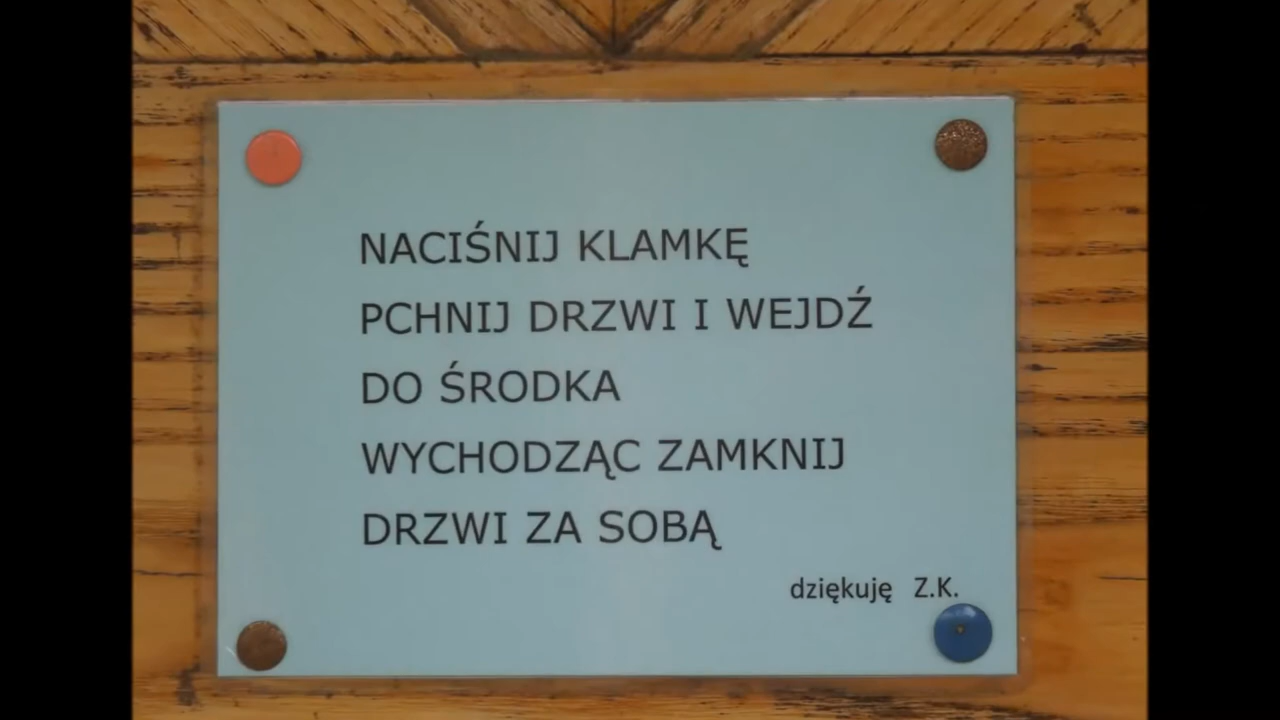 NACIŚNIJ KLAMKĘ
PCHNIJ DRZWI I WEJDŹ
DO ŚRODKA
WYCHODZĄC ZAMKNIJ
DRZWI ZA SOBĄ
dziękuję Z.K.